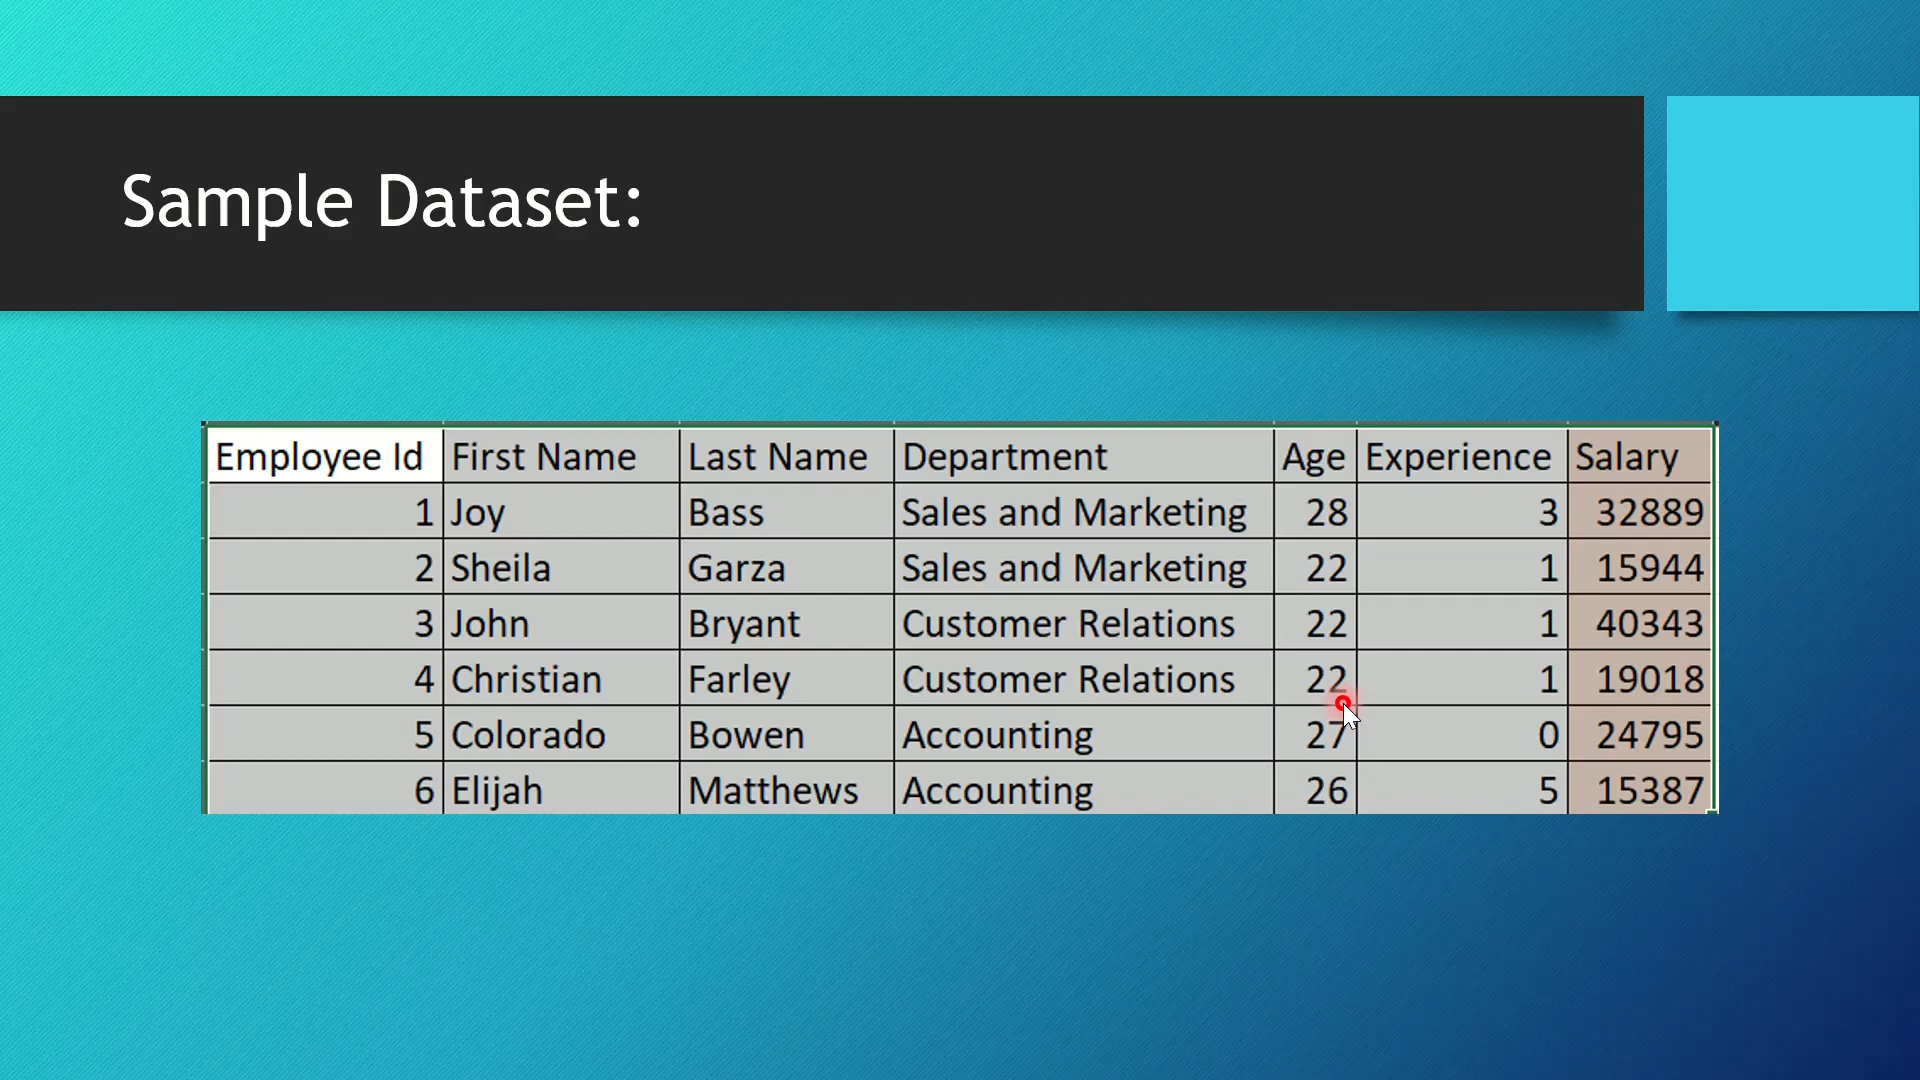 Sample Dataset:
Employee Id First Name Last Name Department Age Experience Salary
1 Joy Bass Sales and Marketing 28 3 32889
2 Sheila Garza Sales and Marketing 22 1 15944
3 John Bryant Customer Relations 22 1 40343
4 Christian Farley Customer Relations 22 1 19018
5 Colorado Bowen Accounting 27 0 24795
6 Elijah Matthews Accounting 26 5 15387